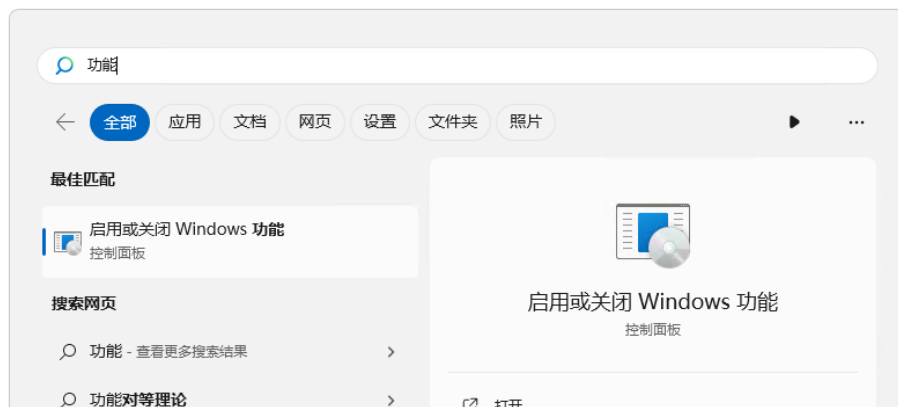 功能
全部 应用 文档 网页 设置 文件夹 照片
最佳匹配
启用或关闭 Windows 功能
控制面板
搜索网页
功能 - 查看更多搜索结果
功能对等理论
启用或关闭 Windows 功能
控制面板
打开